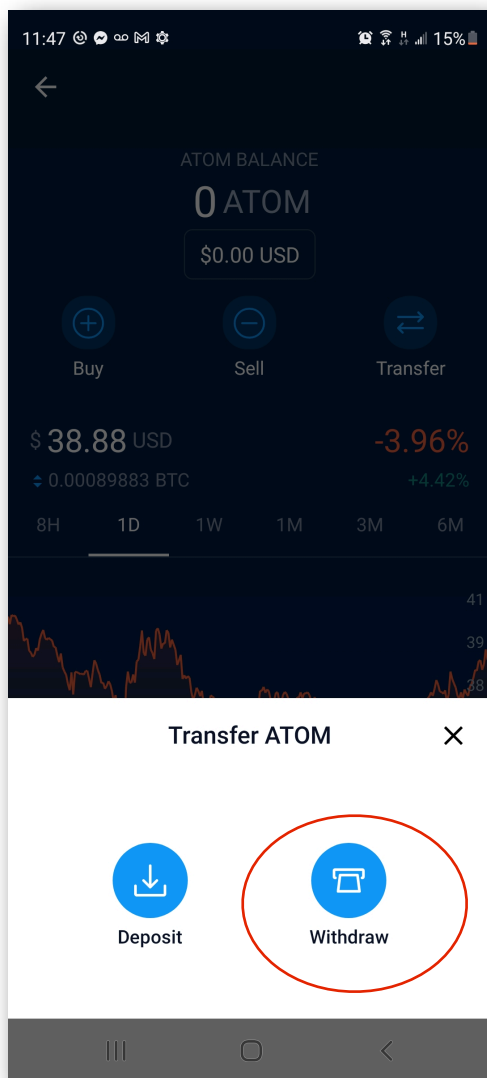 11:47
15%
ATOM BALANCE
0 ATOM
$0.00 USD
Buy Sell Transfer
$ 38.88 USD -3.96%
0.00089883 BTC +4.42%
8H 1D 1W 1M 3M 6M
41
39
38
Transfer ATOM
Deposit Withdraw